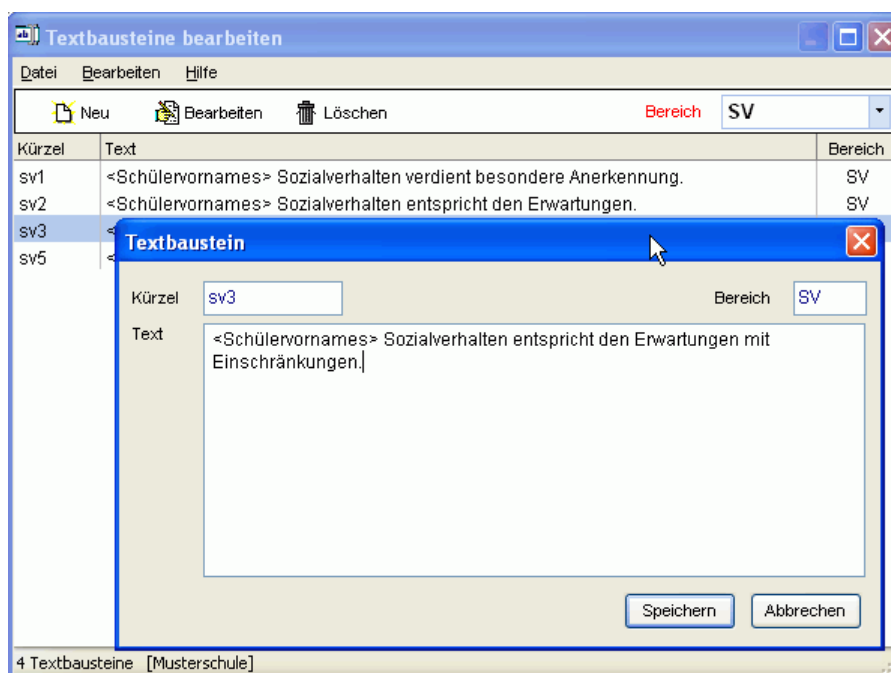 Textbausteine bearbeiten
Datei Bearbeiten Hilfe
Neu Bearbeiten Löschen Bereich SV
Kürzel Text Bereich
sv1 <Schülervornames> Sozialverhalten verdient besondere Anerkennung. SV
sv2 <Schülervornames> Sozialverhalten entspricht den Erwartungen. SV
sv3 <
sv5 <
Textbaustein
Kürzel sv3 Bereich SV
Text <Schülervornames> Sozialverhalten entspricht den Erwartungen mit
Einschränkungen.
Speichern Abbrechen
4 Textbausteine [Musterschule]